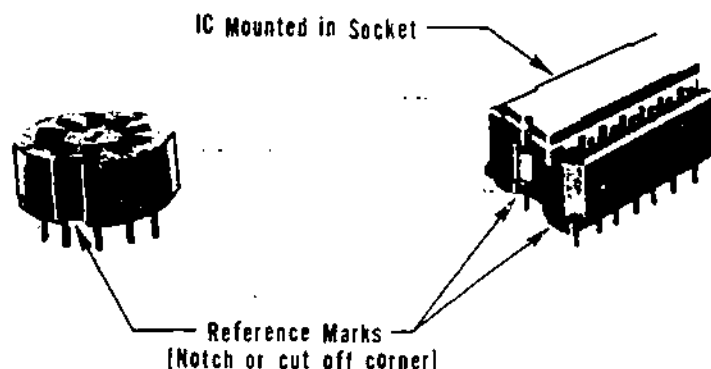 IC Mounted in Socket
Reference Marks
[Notch or cut off corner]